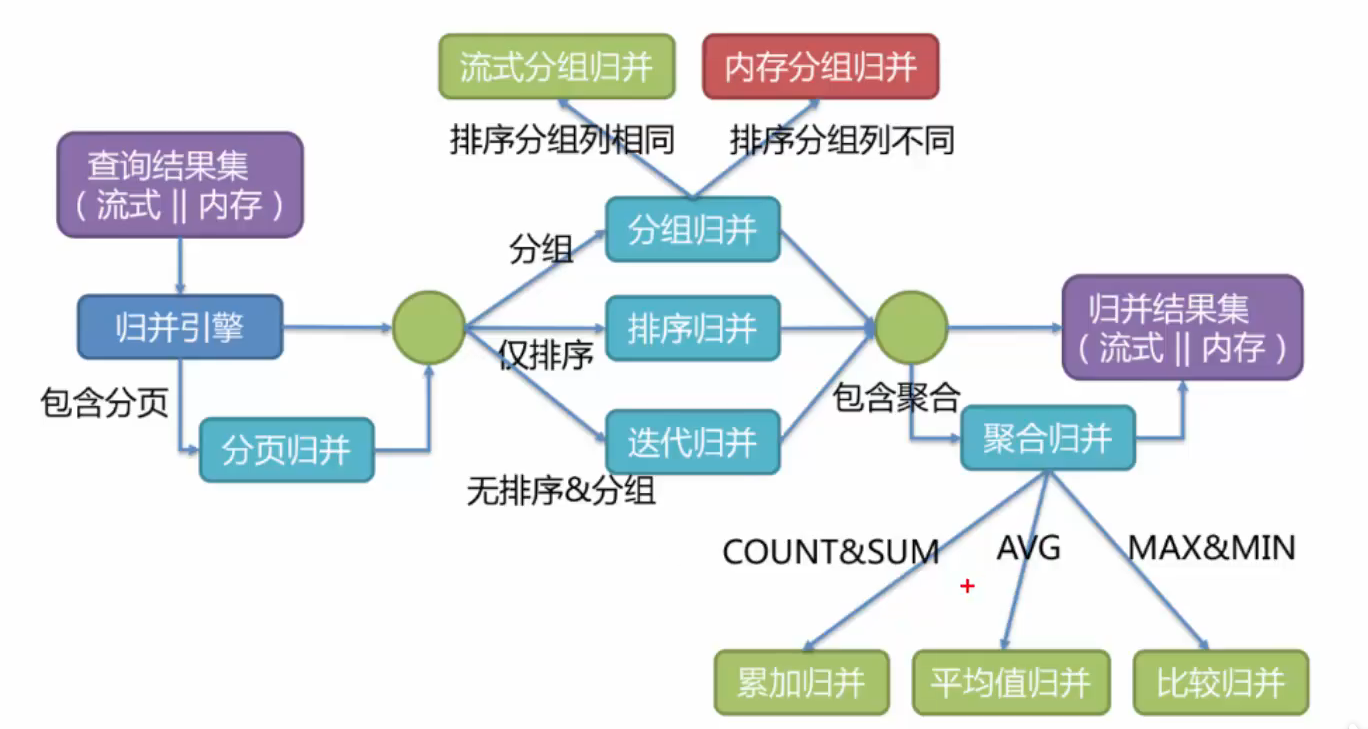 流式分组归并
内存分组归并
排序分组列相同
排序分组列不同
查询结果集
（流式 || 内存）
分组归并
分组
归并引擎
排序归并
仅排序
归并结果集
（流式 || 内存）
包含分页
包含聚合
分页归并
迭代归并
聚合归并
无排序&分组
COUNT&SUM
AVG
MAX&MIN
累加归并
平均值归并
比较归并